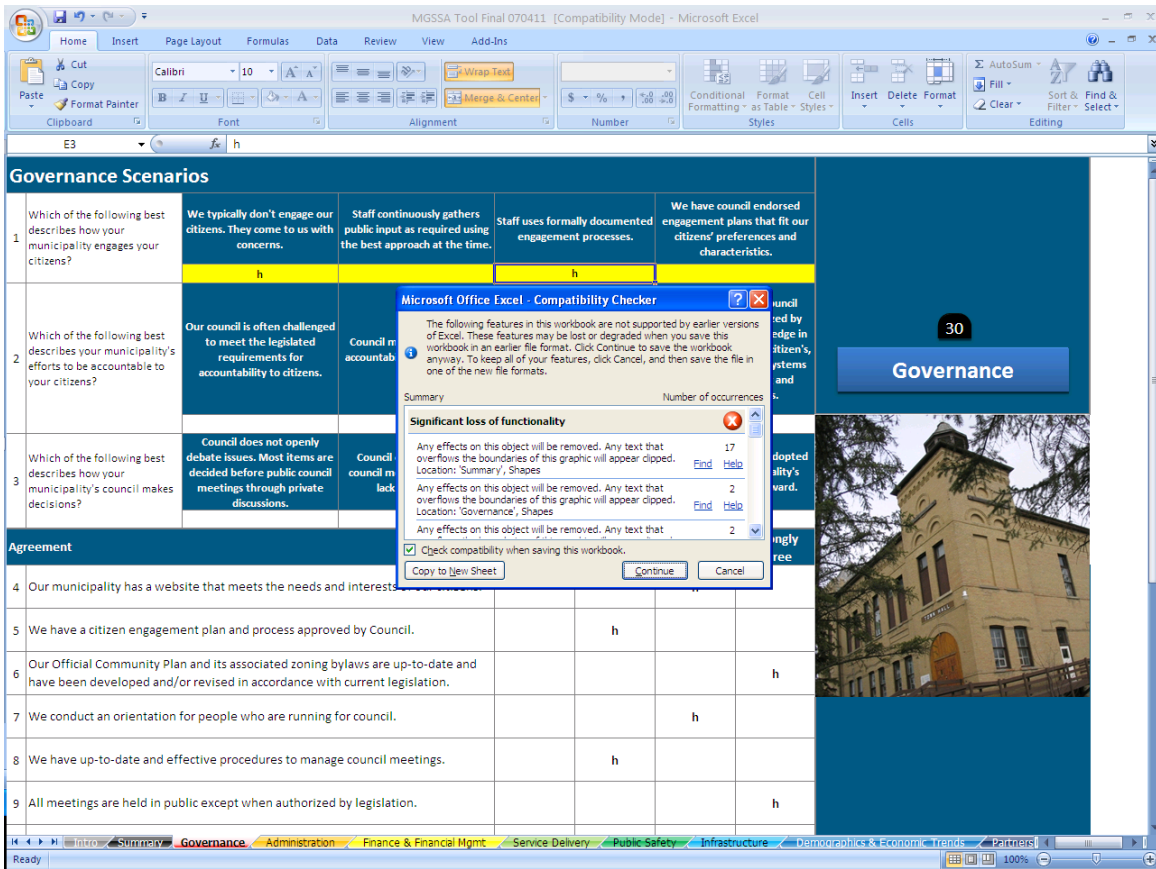 MGSSA Tool Final 070411 [Compatibility Mode] - Microsoft Excel
Home Insert Page Layout Formulas Data Review View Add-Ins
Paste
Cut
Copy
Format Painter
Clipboard
Calibri 10
B I U
Font
Wrap Text
Merge & Center
Alignment
$ % ,
Number
Conditional Formatting
Format as Table
Cell Styles
Styles
Insert Delete Format
Cells
Σ AutoSum
Fill
Clear
Sort & Filter
Find & Select
Editing
E3 fx h
Governance Scenarios
1
Which of the following best
describes how your
municipality engages your
citizens?
We typically don't engage our
citizens. They come to us with
concerns.
Staff continuously gathers
public input as required using
the best approach at the time.
Staff uses formally documented
engagement processes.
We have council endorsed
engagement plans that fit our
citizens' preferences and
characteristics.
h h
2
Which of the following best
describes your municipality's
efforts to be accountable to
your citizens?
Our council is often challenged
to meet the legislated
requirements for
accountability to citizens.
Council m
accountab
uncil
ed by
edge in
itizen's,
ystems
and
s.
3
Which of the following best
describes how your
municipality's council makes
decisions?
Council does not openly
debate issues. Most items are
decided before public council
meetings through private
discussions.
Council
council m
lack
dopted
ality's
ward.
Microsoft Office Excel - Compatibility Checker
The following features in this workbook are not supported by earlier versions
of Excel. These features may be lost or degraded when you save this
workbook in an earlier file format. Click Continue to save the workbook
anyway. To keep all of your features, click Cancel, and then save the file in
one of the new file formats.
Summary Number of occurrences
Significant loss of functionality
Any effects on this object will be removed. Any text that 17
overflows the boundaries of this graphic will appear clipped. Find Help
Location: 'Summary', Shapes
Any effects on this object will be removed. Any text that 2
overflows the boundaries of this graphic will appear clipped. Find Help
Location: 'Governance', Shapes
Any effects on this object will be removed. Any text that 2
Check compatibility when saving this workbook.
Copy to New Sheet Continue Cancel
30
Governance
Agreement
ongly
ree
4 Our municipality has a website that meets the needs and interests
5 We have a citizen engagement plan and process approved by Council. h
6 Our Official Community Plan and its associated zoning bylaws are up-to-date and
have been developed and/or revised in accordance with current legislation. h
7 We conduct an orientation for people who are running for council. h
8 We have up-to-date and effective procedures to manage council meetings. h
9 All meetings are held in public except when authorized by legislation. h
Intro Summary Governance Administration Finance & Financial Mgmt Service Delivery Public Safety Infrastructure Demographics & Economic Trends Partners
Ready 100%